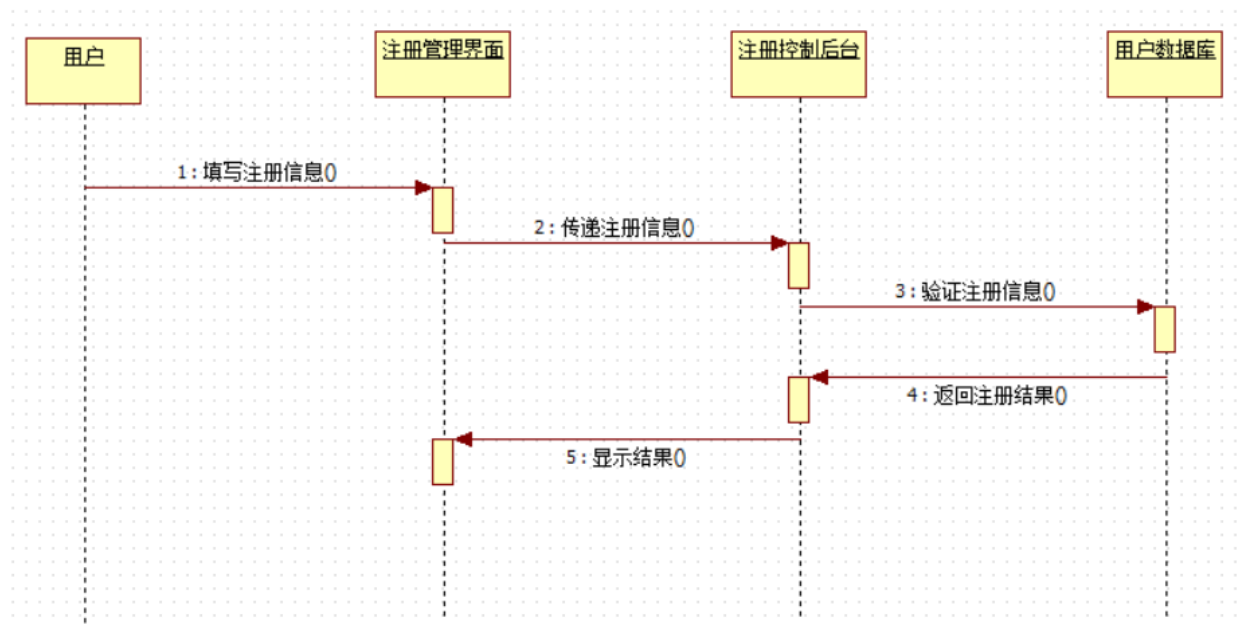 用户
注册管理界面
注册控制后台
用户数据库
1:填写注册信息()
2:传递注册信息()
3:验证注册信息()
4:返回注册结果()
5:显示结果()